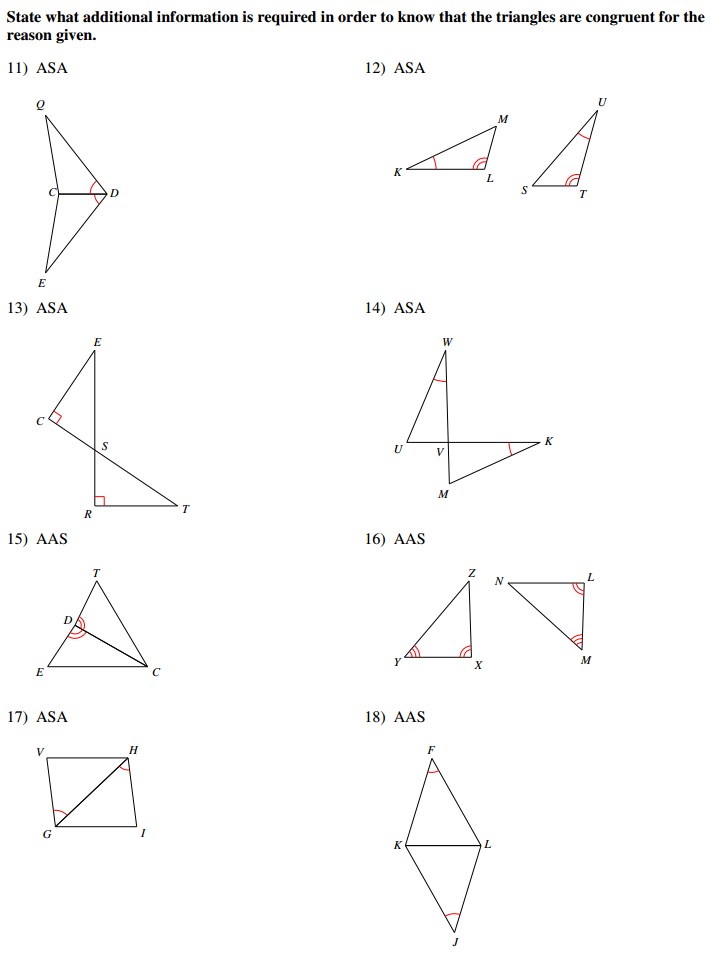 State what additional information is required in order to know that the triangles are congruent for the
reason given.
11) ASA
12) ASA
Q
C
D
E
K
M
L
U
S
T
13) ASA
14) ASA
E
C
S
R
T
W
U
V
K
M
15) AAS
16) AAS
T
D
E
C
Z
Y
X
N
L
M
17) ASA
18) AAS
V
H
G
I
F
K
L
J